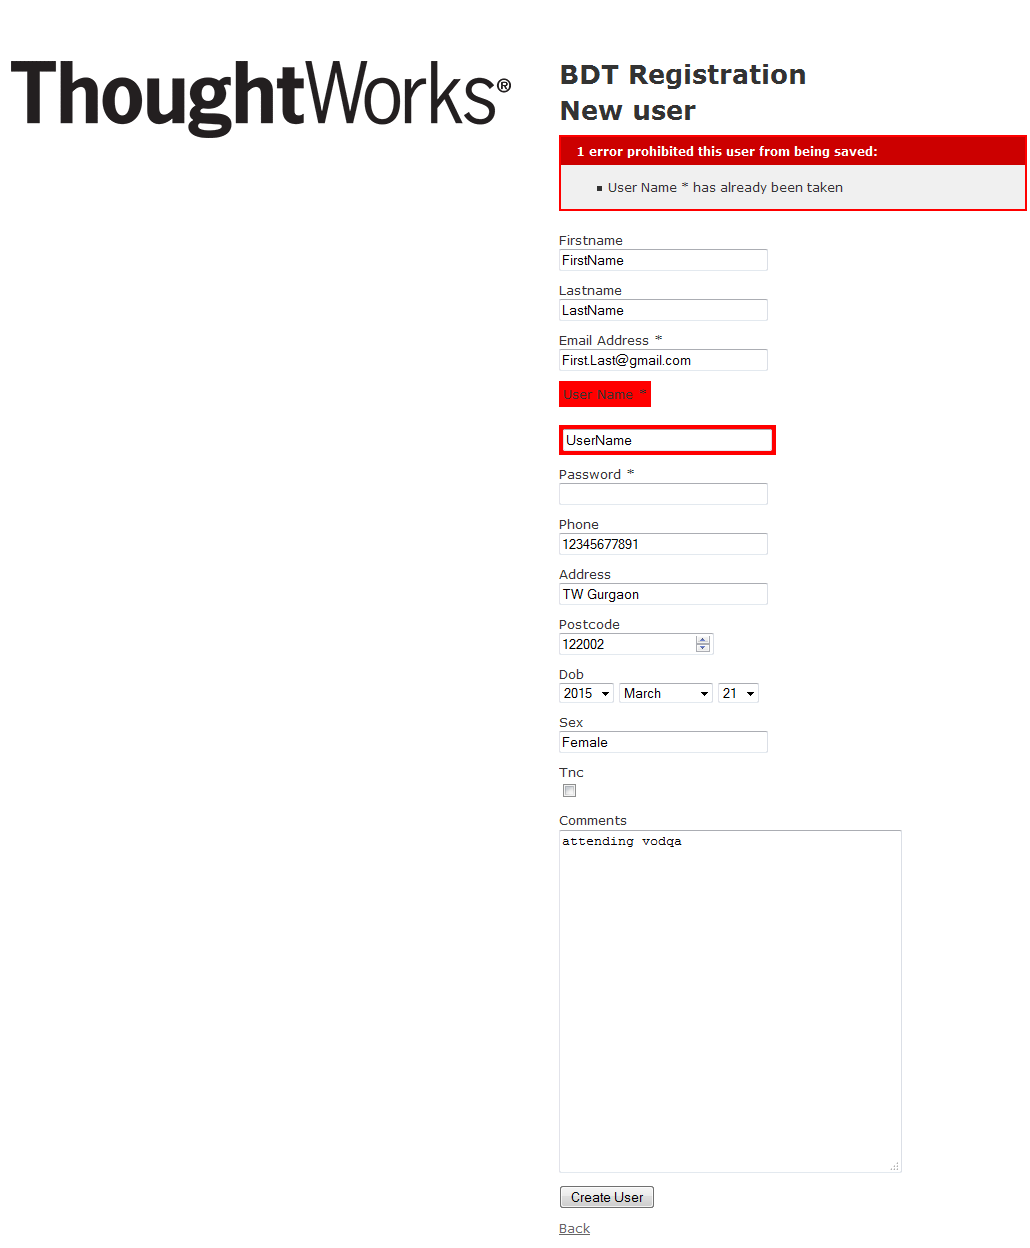 ThoughtWorks®
BDT Registration
New user
1 error prohibited this user from being saved:
User Name * has already been taken
Firstname
FirstName
Lastname
LastName
Email Address *
First.Last@gmail.com
User Name *
UserName
Password *
Phone
12345677891
Address
TW Gurgaon
Postcode
122002
Dob
2015 March 21
Sex
Female
Tnc
Comments
attending vodqa
Create User
Back